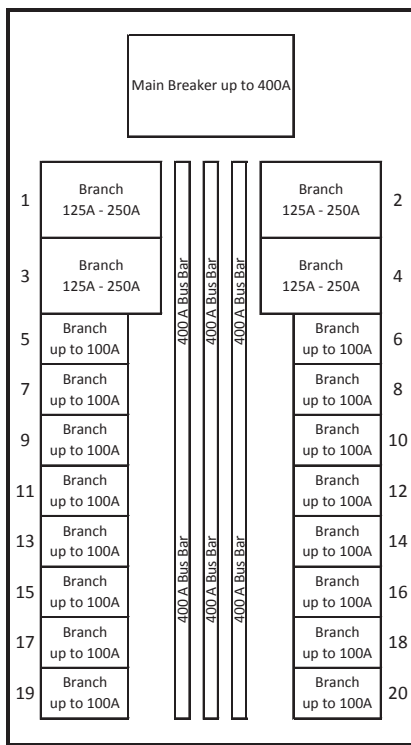 Main Breaker up to 400A
1
Branch
125A - 250A
Branch
125A - 250A
2
3
Branch
125A - 250A
Branch
125A - 250A
4
400 A Bus Bar
400 A Bus Bar
400 A Bus Bar
5
Branch
up to 100A
Branch
up to 100A
6
7
Branch
up to 100A
Branch
up to 100A
8
9
Branch
up to 100A
Branch
up to 100A
10
11
Branch
up to 100A
Branch
up to 100A
12
13
Branch
up to 100A
Branch
up to 100A
14
400 A Bus Bar
400 A Bus Bar
400 A Bus Bar
15
Branch
up to 100A
Branch
up to 100A
16
17
Branch
up to 100A
Branch
up to 100A
18
19
Branch
up to 100A
Branch
up to 100A
20